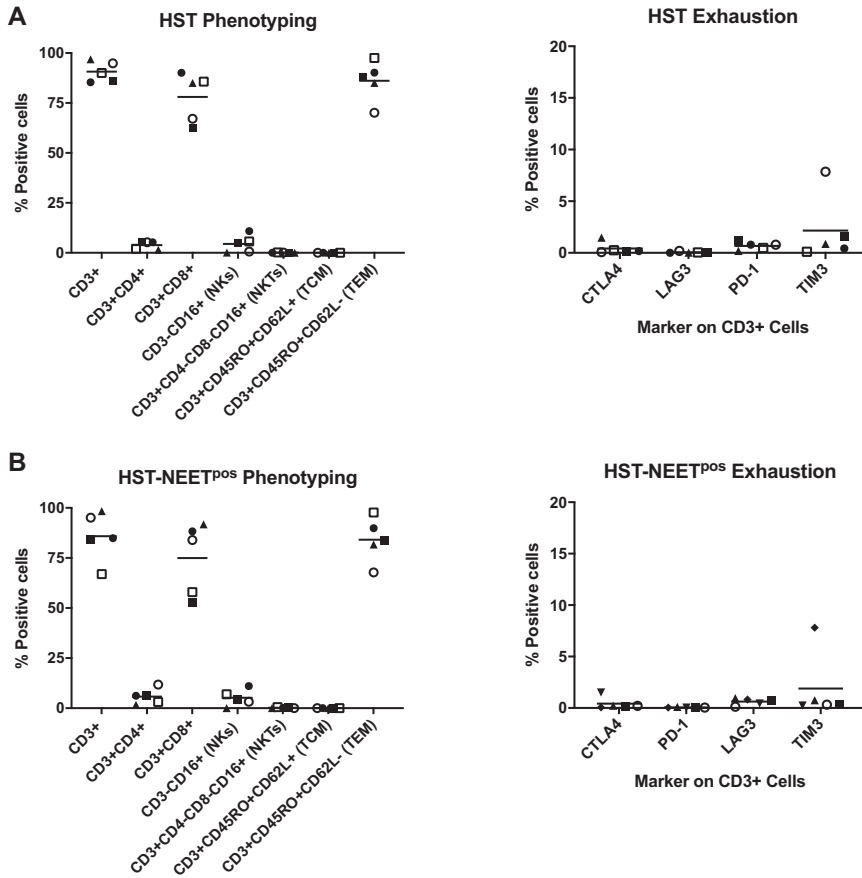 A
HST Phenotyping
% Positive cells
100
75
50
25
0
CD3+
CD3+CD4+
CD3+CD8+
CD3-CD16+ (NKs)
CD3+CD4-CD8-CD16+ (NKTs)
CD3+CD45RO+CD62L+ (TCM)
CD3+CD45RO+CD62L- (TEM)
HST Exhaustion
% Positive cells
20
15
10
5
0
CTLA4
LAG3
PD-1
TIM3
Marker on CD3+ Cells
B
HST-NEETpos Phenotyping
% Positive cells
100
75
50
25
0
CD3+
CD3+CD4+
CD3+CD8+
CD3-CD16+ (NKs)
CD3+CD4-CD8-CD16+ (NKTs)
CD3+CD45RO+CD62L+ (TCM)
CD3+CD45RO+CD62L- (TEM)
HST-NEETpos Exhaustion
% Positive cells
20
15
10
5
0
CTLA4
PD-1
LAG3
TIM3
Marker on CD3+ Cells